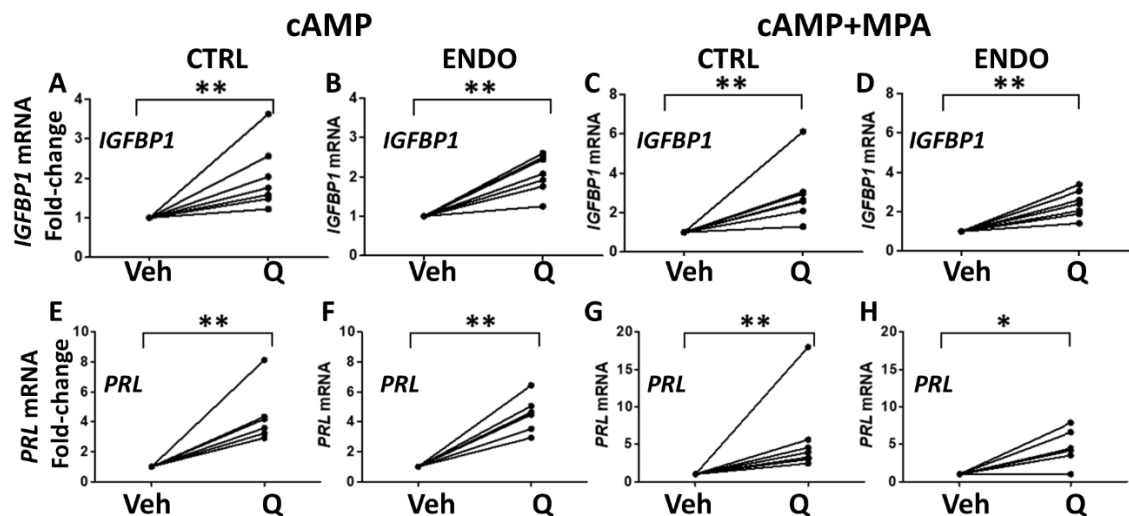 cAMP
cAMP+MPA
CTRL
ENDO
CTRL
ENDO
A
**
IGFBP1 mRNA
Fold-change
4
3
2
1
0
IGFBP1
Veh
Q
B
**
IGFBP1 mRNA
4
3
2
1
0
IGFBP1
Veh
Q
C
**
IGFBP1 mRNA
8
6
4
2
0
IGFBP1
Veh
Q
D
**
IGFBP1 mRNA
8
6
4
2
0
IGFBP1
Veh
Q
E
**
PRL mRNA
Fold-change
10
8
6
4
2
0
PRL
Veh
Q
F
**
PRL mRNA
10
8
6
4
2
0
PRL
Veh
Q
G
**
PRL mRNA
20
15
10
5
0
PRL
Veh
Q
H
*
PRL mRNA
20
15
10
5
0
PRL
Veh
Q